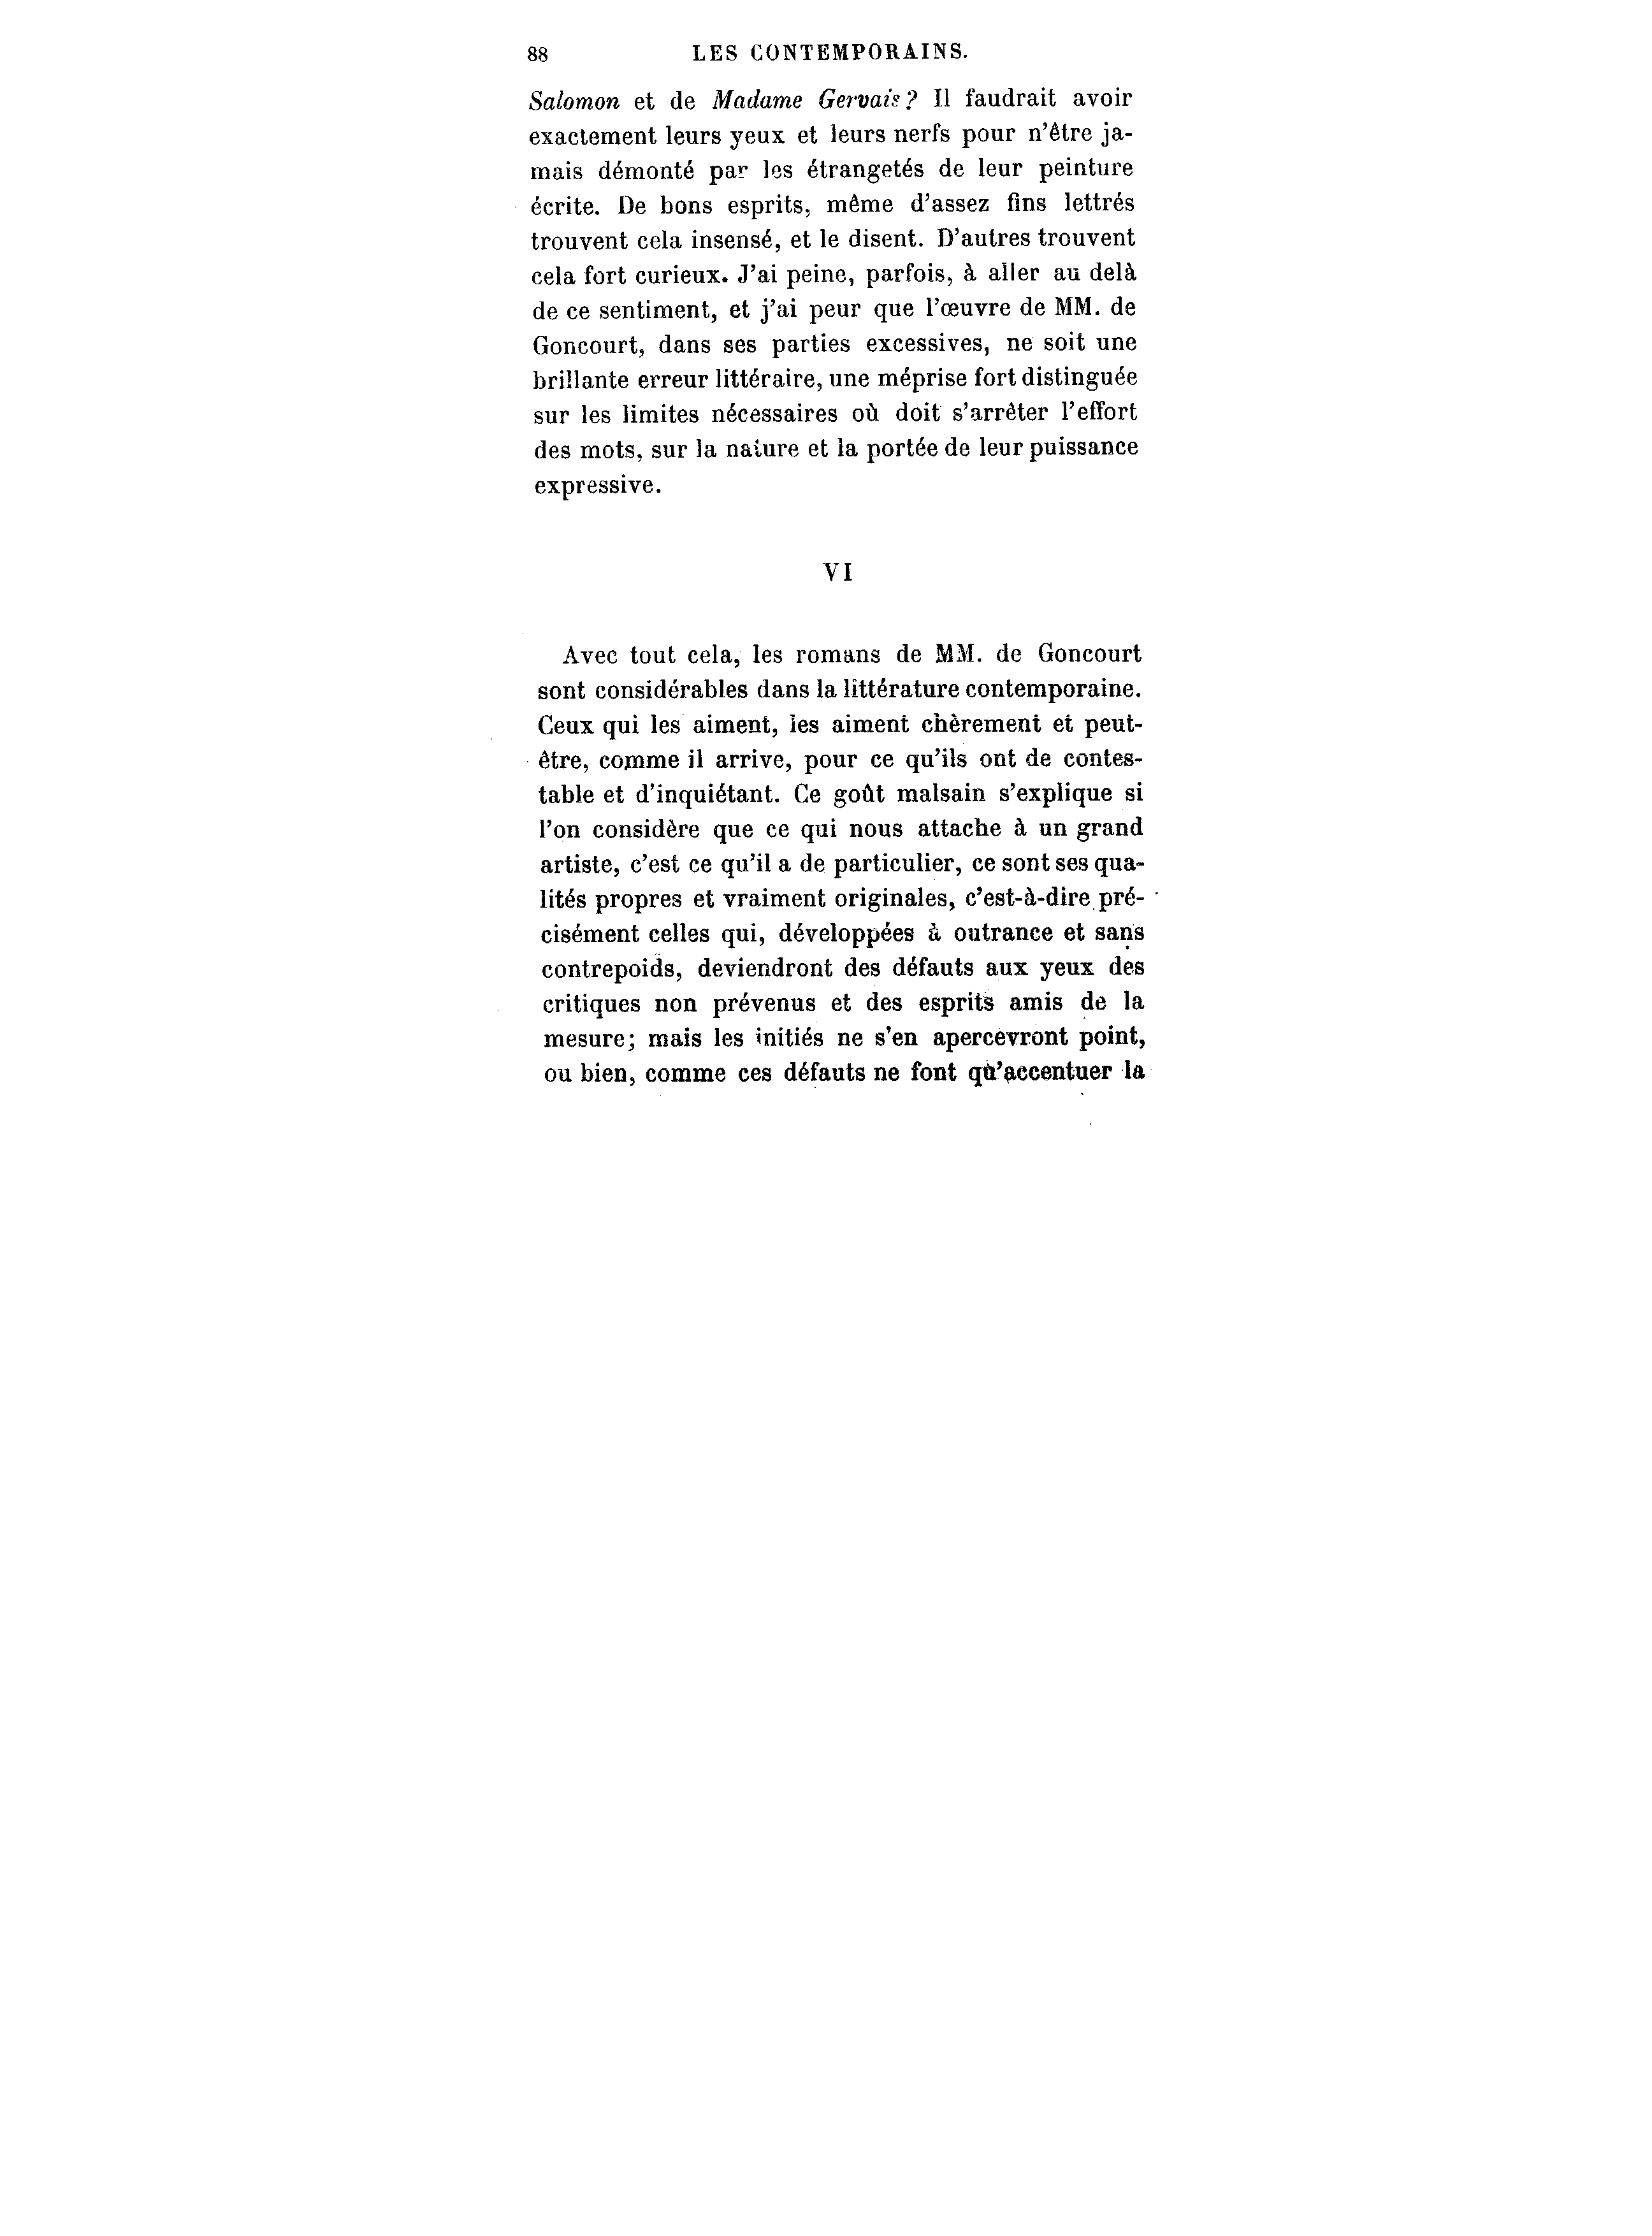 88 LES CONTEMPORAINS.
Salomon et de Madame Gervais? Il faudrait avoir
exactement leurs yeux et leurs nerfs pour n'être ja-
mais démonté par les étrangetés de leur peinture
écrite. De bons esprits, même d'assez fins lettrés
trouvent cela insensé, et le disent. D'autres trouvent
cela fort curieux. J'ai peine, parfois, à aller au delà
de ce sentiment, et j'ai peur que l'œuvre de MM. de
Goncourt, dans ses parties excessives, ne soit une
brillante erreur littéraire, une méprise fort distinguée
sur les limites nécessaires où doit s'arrêter l'effort
des mots, sur la nature et la portée de leur puissance
expressive.
VI
Avec tout cela, les romans de MM. de Goncourt
sont considérables dans la littérature contemporaine.
Ceux qui les aiment, les aiment chèrement et peut-
être, comme il arrive, pour ce qu'ils ont de contes-
table et d'inquiétant. Ce goût malsain s'explique si
l'on considère que ce qui nous attache à un grand
artiste, c'est ce qu'il a de particulier, ce sont ses qua-
lités propres et vraiment originales, c'est-à-dire pré-
cisément celles qui, développées à outrance et sans
contrepoids, deviendront des défauts aux yeux des
critiques non prévenus et des esprits amis de la
mesure; mais les initiés ne s'en apercevront point,
ou bien, comme ces défauts ne font qu'accentuer la